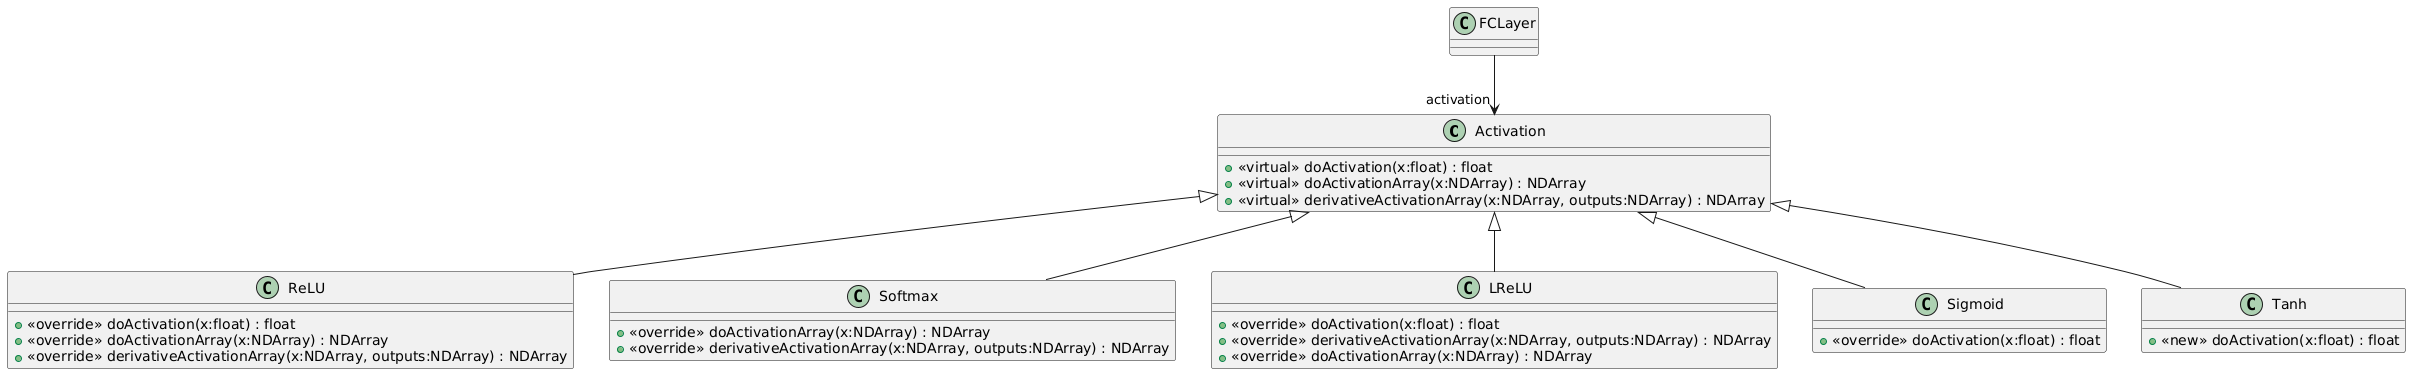 C FCLayer
activation
C Activation
«virtual» doActivation(x:float) : float
«virtual» doActivationArray(x:NDArray) : NDArray
«virtual» derivativeActivationArray(x:NDArray, outputs:NDArray) : NDArray
C ReLU
«override» doActivation(x:float) : float
«override» doActivationArray(x:NDArray) : NDArray
«override» derivativeActivationArray(x:NDArray, outputs:NDArray) : NDArray
C Softmax
«override» doActivationArray(x:NDArray) : NDArray
«override» derivativeActivationArray(x:NDArray, outputs:NDArray) : NDArray
C LReLU
«override» doActivation(x:float) : float
«override» derivativeActivationArray(x:NDArray, outputs:NDArray) : NDArray
«override» doActivationArray(x:NDArray) : NDArray
C Sigmoid
«override» doActivation(x:float) : float
C Tanh
«new» doActivation(x:float) : float